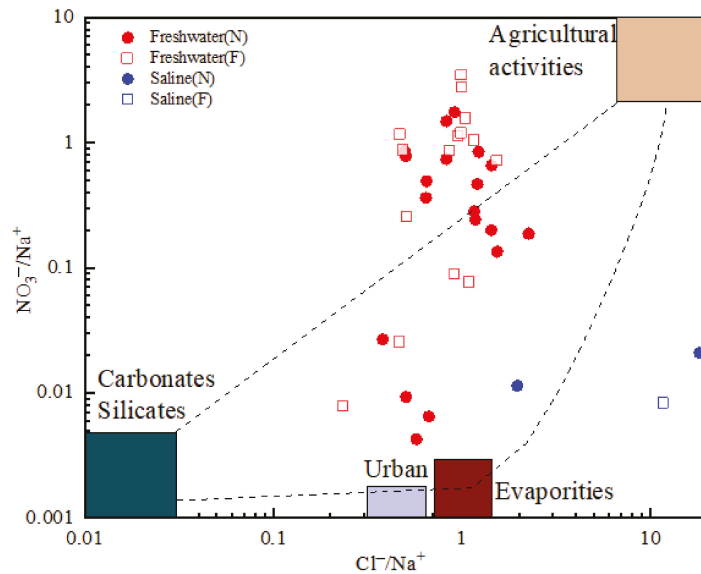 10
1
0.1
0.01
0.001
NO₃⁻/Na⁺
Freshwater(N)
Freshwater(F)
Saline(N)
Saline(F)
Agricultural
activities
Carbonates
Silicates
Urban
Evaporities
0.01
0.1
1
10
Cl⁻/Na⁺